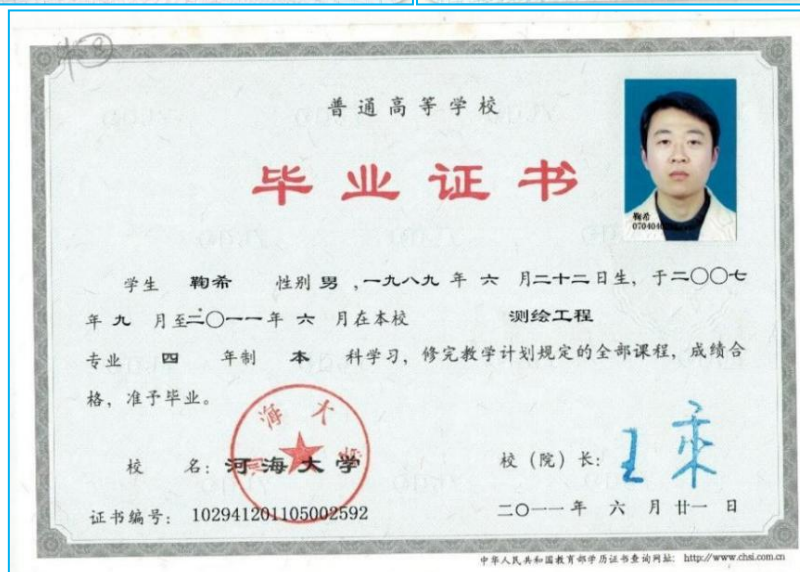 普通高等学校
毕业证书
鞠希
070404
学生 鞠希 性别 男 ,一九八九 年 六 月二十二日生, 于二〇〇七
年 九 月至二〇一一年 六 月在本校 测绘工程
专业 四 年制 本 科学习, 修完教学计划规定的全部课程, 成绩合
格, 准予毕业。
河海大学
校 名: 河海大学
校（院）长:
证书编号: 102941201105002592
二〇一一年 六 月 廿一 日
中华人民共和国教育部学历证书查询网址: http://www.chsi.com.cn